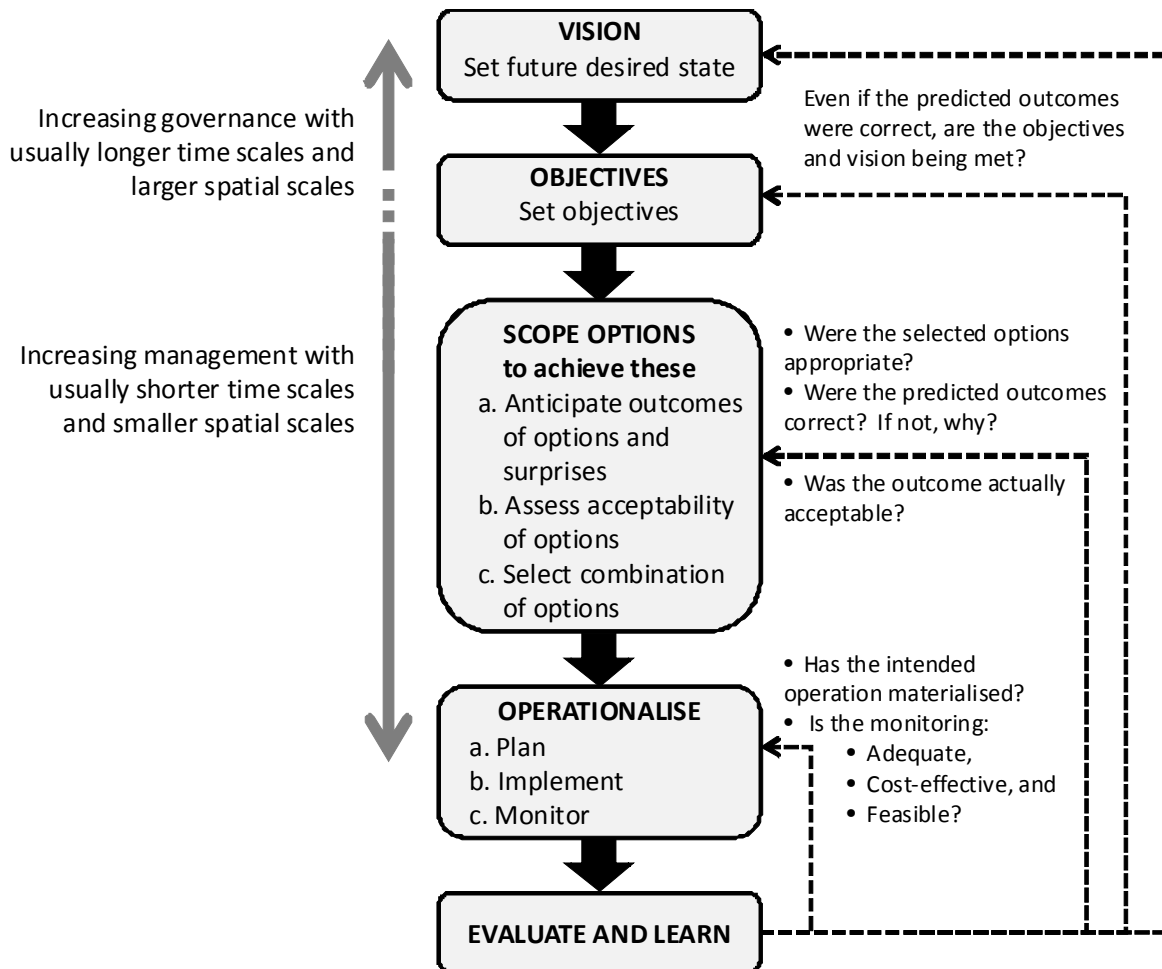 VISION
Set future desired state
Increasing governance with
usually longer time scales and
larger spatial scales
Even if the predicted outcomes
were correct, are the objectives
and vision being met?
OBJECTIVES
Set objectives
Increasing management with
usually shorter time scales
and smaller spatial scales
SCOPE OPTIONS
to achieve these
a. Anticipate outcomes
of options and
surprises
b. Assess acceptability
of options
c. Select combination
of options
• Were the selected options
appropriate?
• Were the predicted outcomes
correct? If not, why?
• Was the outcome actually
acceptable?
OPERATIONALISE
a. Plan
b. Implement
c. Monitor
• Has the intended
operation materialised?
• Is the monitoring:
• Adequate,
• Cost-effective, and
• Feasible?
EVALUATE AND LEARN